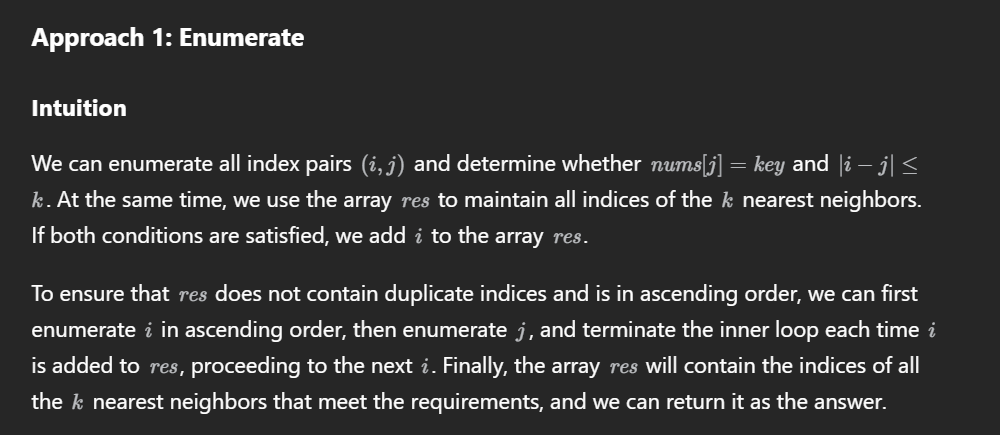 Approach 1: Enumerate
Intuition
We can enumerate all index pairs (i, j) and determine whether nums[j] = key and |i − j| ≤
k. At the same time, we use the array res to maintain all indices of the k nearest neighbors.
If both conditions are satisfied, we add i to the array res.
To ensure that res does not contain duplicate indices and is in ascending order, we can first
enumerate i in ascending order, then enumerate j, and terminate the inner loop each time i
is added to res, proceeding to the next i. Finally, the array res will contain the indices of all
the k nearest neighbors that meet the requirements, and we can return it as the answer.